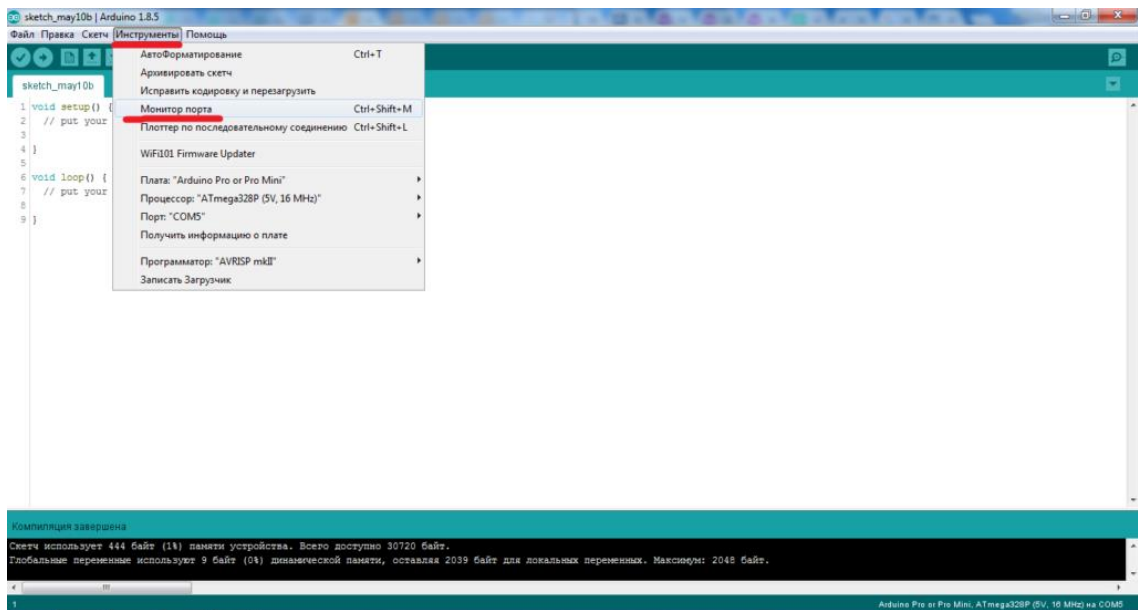 sketch_may10b | Arduino 1.8.5
Файл Правка Скетч Инструменты Помощь
АвтоФорматирование Ctrl+T
Архивировать скетч
Исправить кодировку и перезагрузить
Монитор порта Ctrl+Shift+M
Плоттер по последовательному соединению Ctrl+Shift+L
WiFi101 Firmware Updater
Плата: "Arduino Pro or Pro Mini"
Процессор: "ATmega328P (5V, 16 MHz)"
Порт: "COM5"
Получить информацию о плате
Программатор: "AVRISP mkII"
Записать Загрузчик
sketch_may10b
1 void setup() {
2 // put your
3
4 }
5
6 void loop() {
7 // put your
8
9 }
Компиляция завершена
Скетч использует 444 байт (1%) памяти устройства. Всего доступно 30720 байт.
Глобальные переменные используют 9 байт (0%) динамической памяти, оставляя 2039 байт для локальных переменных. Максимум: 2048 байт.
1 Arduino Pro or Pro Mini, ATmega328P (5V, 16 MHz) на COM5